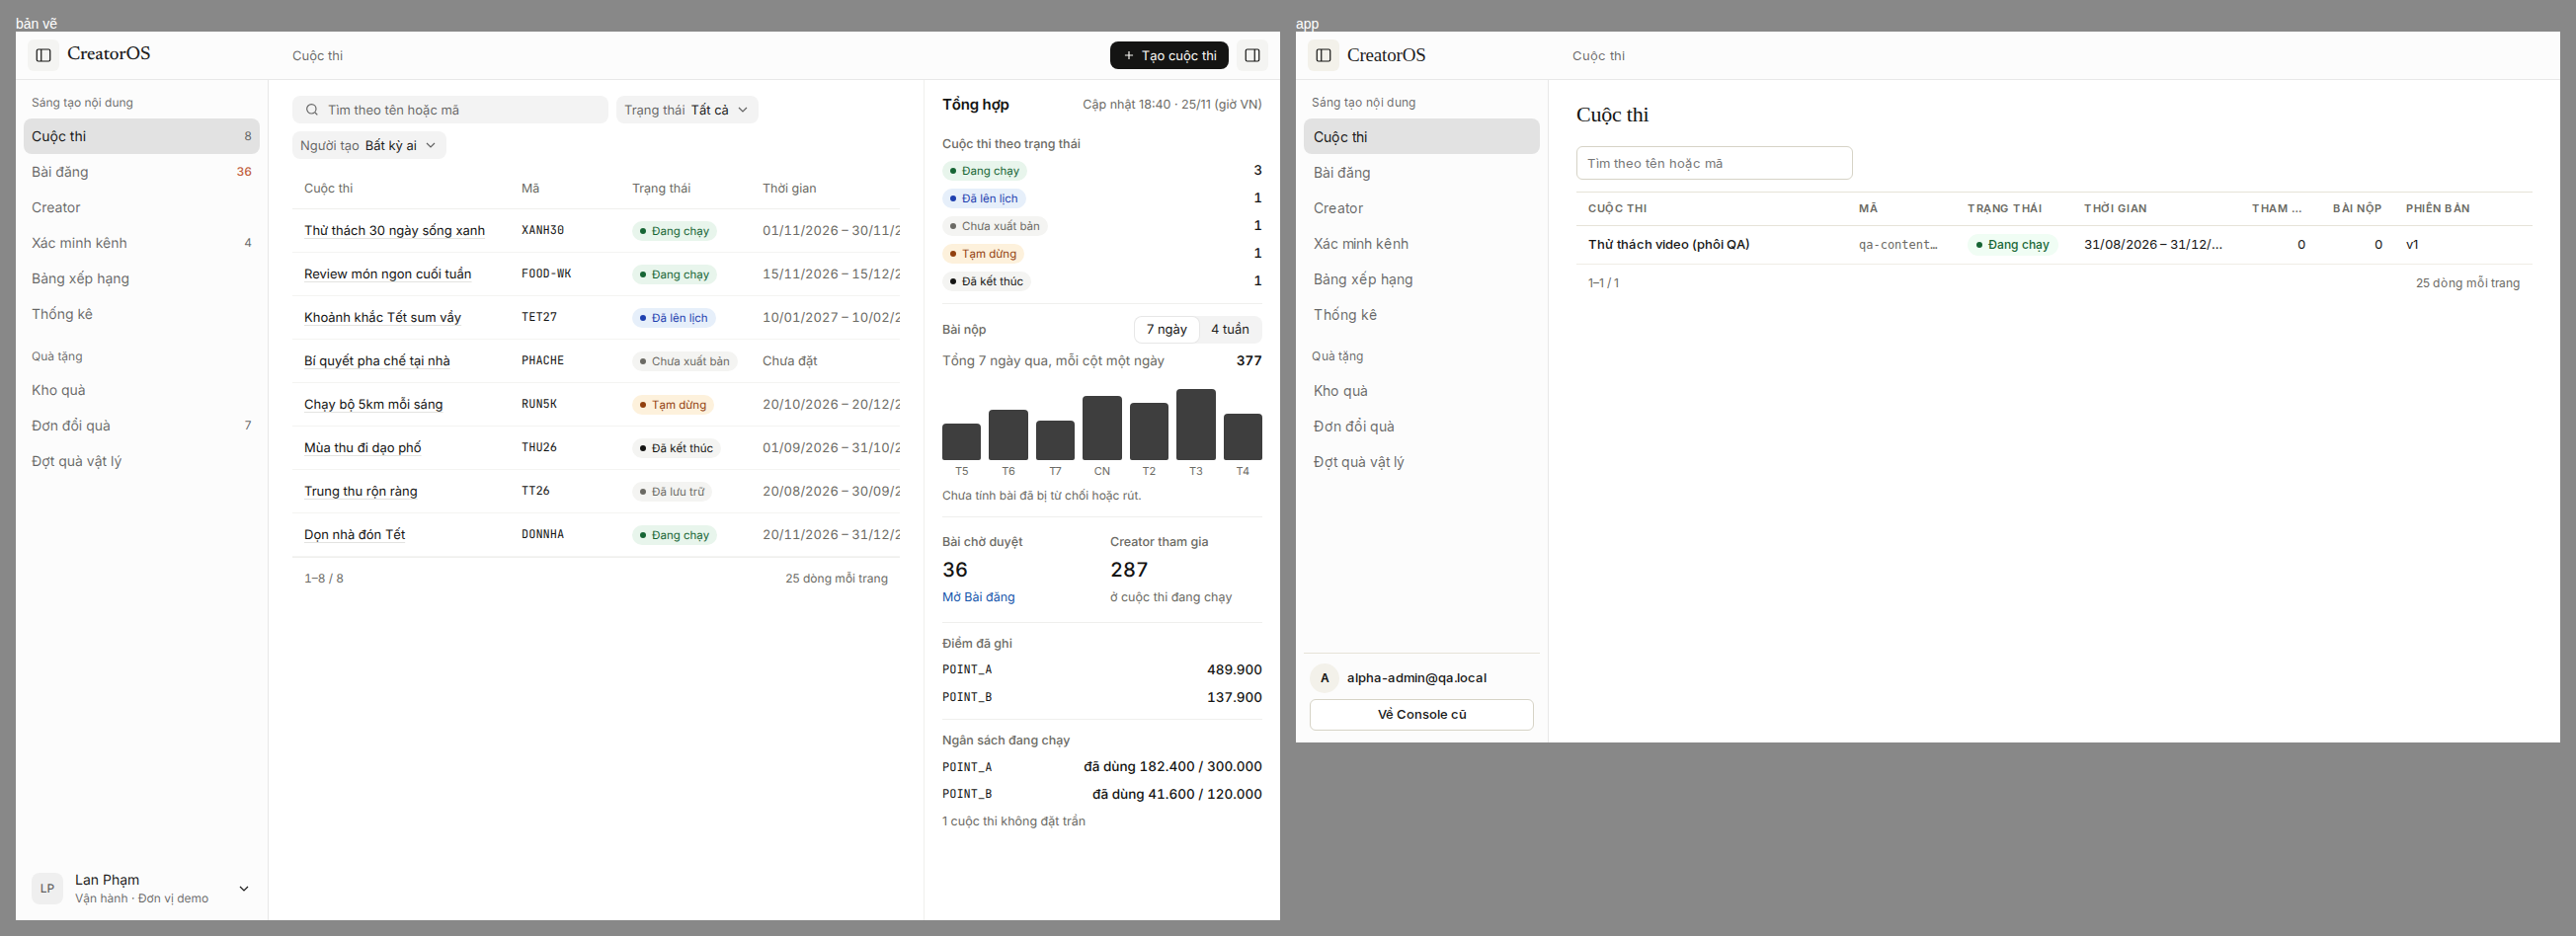 bản vẽ
CreatorOS
Cuộc thi
Tạo cuộc thi
Sáng tạo nội dung
Cuộc thi 8
Bài đăng 36
Creator
Xác minh kênh 4
Bảng xếp hạng
Thống kê
Quà tặng
Kho quà
Đơn đổi quà 7
Đợt quà vật lý
LP
Lan Phạm
Vận hành · Đơn vị demo
Tìm theo tên hoặc mã
Trạng thái Tất cả
Người tạo Bất kỳ ai
Cuộc thi Mã Trạng thái Thời gian
Thử thách 30 ngày sống xanh XANH30 Đang chạy 01/11/2026 – 30/11/2
Review món ngon cuối tuần FOOD-WK Đang chạy 15/11/2026 – 15/12/2
Khoảnh khắc Tết sum vầy TET27 Đã lên lịch 10/01/2027 – 10/02/2
Bí quyết pha chế tại nhà PHACHE Chưa xuất bản Chưa đặt
Chạy bộ 5km mỗi sáng RUN5K Tạm dừng 20/10/2026 – 20/12/2
Mùa thu đi dạo phố THU26 Đã kết thúc 01/09/2026 – 31/10/2
Trung thu rộn ràng TT26 Đã lưu trữ 20/08/2026 – 30/09/2
Dọn nhà đón Tết DONNHA Đang chạy 20/11/2026 – 31/12/2
1–8 / 8 25 dòng mỗi trang
Tổng hợp Cập nhật 18:40 · 25/11 (giờ VN)
Cuộc thi theo trạng thái
Đang chạy 3
Đã lên lịch 1
Chưa xuất bản 1
Tạm dừng 1
Đã kết thúc 1
Bài nộp 7 ngày 4 tuần
Tổng 7 ngày qua, mỗi cột một ngày 377
T5 T6 T7 CN T2 T3 T4
Chưa tính bài đã bị từ chối hoặc rút.
Bài chờ duyệt Creator tham gia
36 287
Mở Bài đăng ở cuộc thi đang chạy
Điểm đã ghi
POINT_A 489.900
POINT_B 137.900
Ngân sách đang chạy
POINT_A đã dùng 182.400 / 300.000
POINT_B đã dùng 41.600 / 120.000
1 cuộc thi không đặt trần
app
CreatorOS
Cuộc thi
Sáng tạo nội dung
Cuộc thi
Bài đăng
Creator
Xác minh kênh
Bảng xếp hạng
Thống kê
Quà tặng
Kho quà
Đơn đổi quà
Đợt quà vật lý
A
alpha-admin@qa.local
Về Console cũ
Cuộc thi
Tìm theo tên hoặc mã
CUỘC THI MÃ TRẠNG THÁI THỜI GIAN THAM ... BÀI NỘP PHIÊN BẢN
Thử thách video (phôi QA) qa-content… Đang chạy 31/08/2026 – 31/12/... 0 0 v1
1–1 / 1 25 dòng mỗi trang